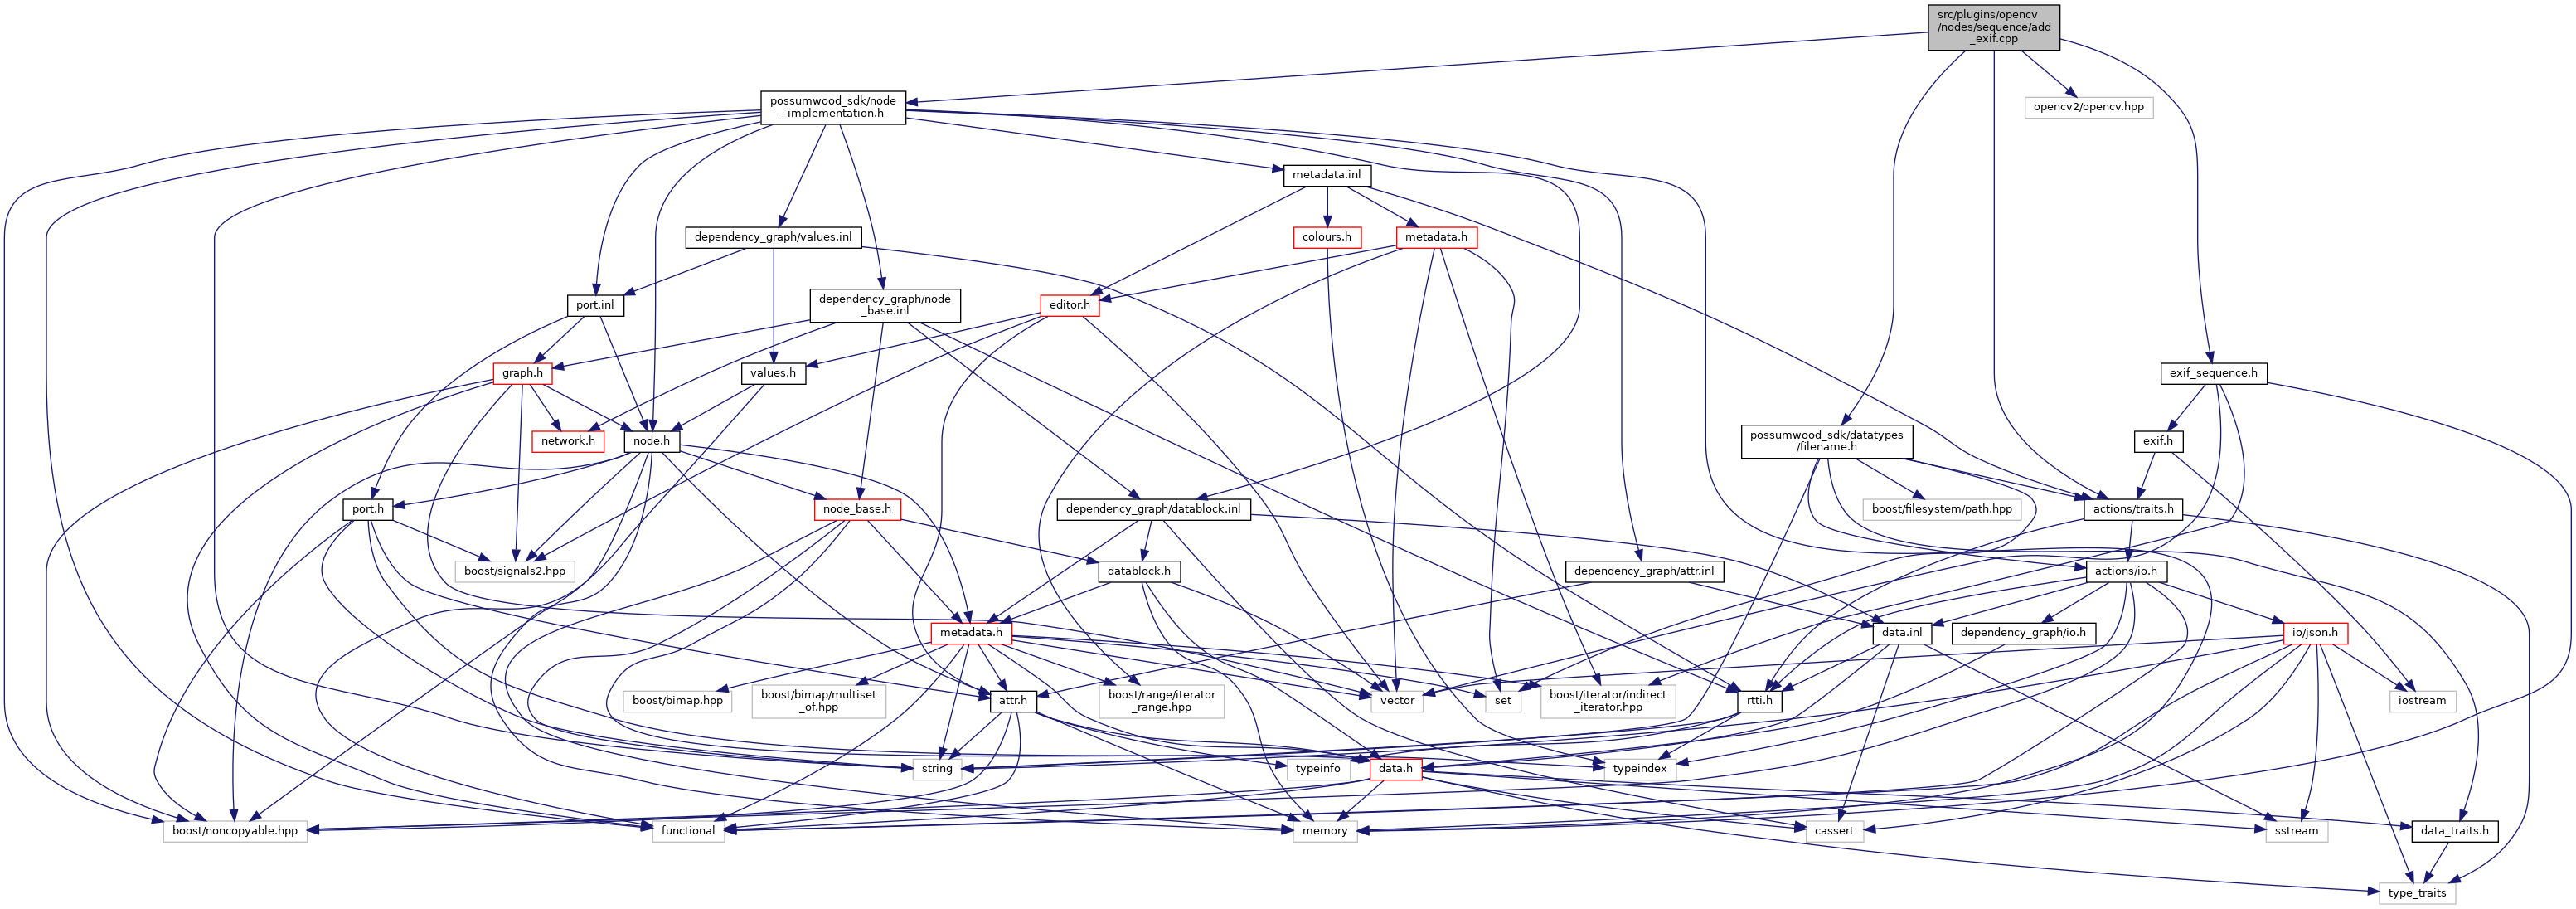 src/plugins/opencv
/nodes/sequence/add
_exif.cpp
possumwood_sdk/node
_implementation.h
opencv2/opencv.hpp
metadata.inl
dependency_graph/values.inl
colours.h
metadata.h
port.inl
dependency_graph/node
_base.inl
editor.h
graph.h
values.h
exif_sequence.h
network.h
node.h
possumwood_sdk/datatypes
/filename.h
exif.h
port.h
node_base.h
dependency_graph/datablock.inl
boost/filesystem/path.hpp
actions/traits.h
boost/signals2.hpp
datablock.h
dependency_graph/attr.inl
actions/io.h
metadata.h
data.inl
dependency_graph/io.h
io/json.h
boost/bimap.hpp
boost/bimap/multiset
_of.hpp
attr.h
boost/range/iterator
_range.hpp
vector
set
boost/iterator/indirect
_iterator.hpp
rtti.h
iostream
string
typeinfo
data.h
typeindex
boost/noncopyable.hpp
functional
memory
cassert
sstream
data_traits.h
type_traits